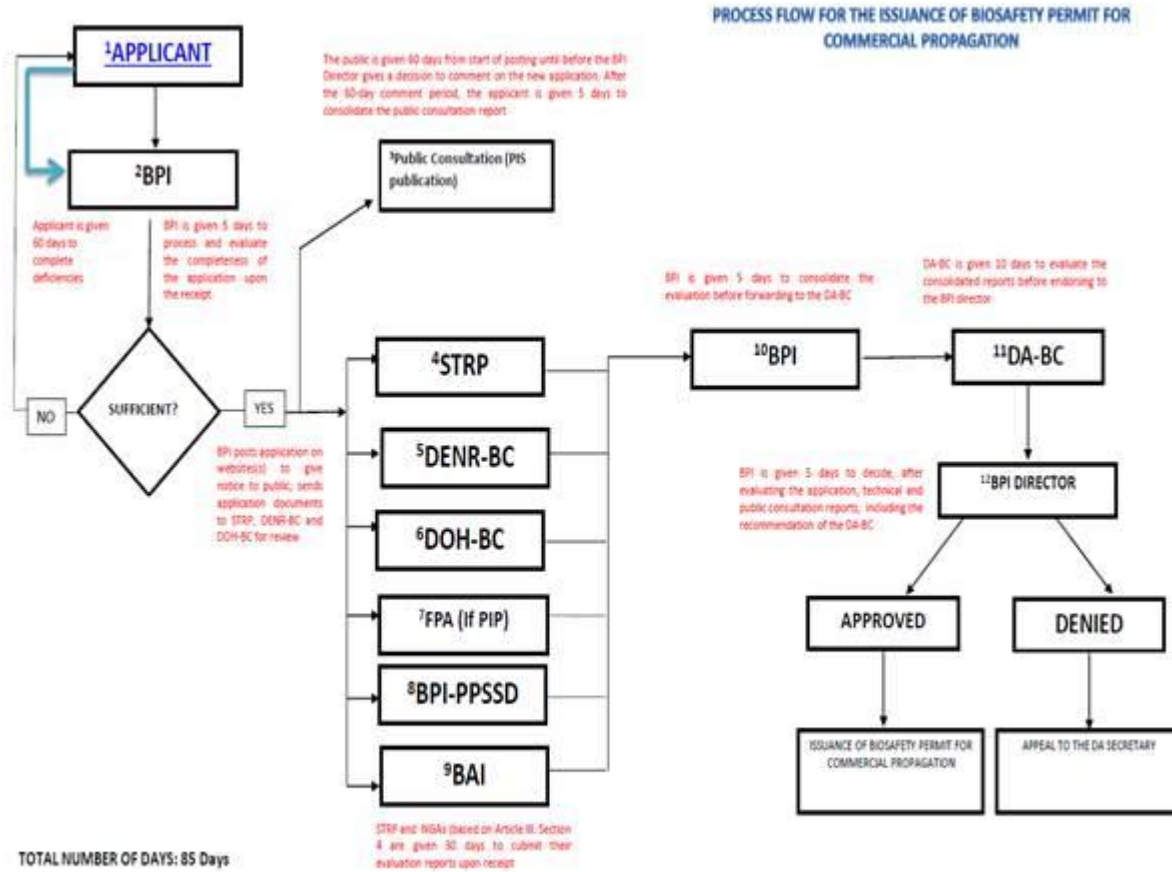 PROCESS FLOW FOR THE ISSUANCE OF BIOSAFETY PERMIT FOR
COMMERCIAL PROPAGATION
¹APPLICANT
The public is given 60 days from start of posting until before the BPI
Director gives a decision to comment on the new application. After
the 60-day comment period, the applicant is given 5 days to
consolidate the public consultation report
²BPI
³Public Consultation (PIS
publication)
Applicant is given
60 days to
complete
deficiencies
BPI is given 5 days to
process and evaluate
the completeness of
the application upon
the receipt
BPI is given 5 days to consolidate the
evaluation before forwarding to the DA-BC
DA-BC is given 10 days to evaluate the
consolidated reports before endorsing to
the BPI director
SUFFICIENT?
NO
YES
BPI posts application on
website(s) to give
notice to public, sends
application documents
to STRP, DENR-BC and
DOH-BC for review
⁴STRP
⁵DENR-BC
⁶DOH-BC
⁷FPA (If PIP)
⁸BPI-PPSSD
⁹BAI
STRP and NGAs (based on Article III. Section
4 are given 30 days to submit their
evaluation reports upon receipt
¹⁰BPI
¹¹DA-BC
BPI is given 5 days to decide, after
evaluating the application, technical and
public consultation reports, including the
recommendation of the DA-BC
¹²BPI DIRECTOR
APPROVED
DENIED
ISSUANCE OF BIOSAFETY PERMIT FOR
COMMERCIAL PROPAGATION
APPEAL TO THE DA SECRETARY
TOTAL NUMBER OF DAYS: 85 Days